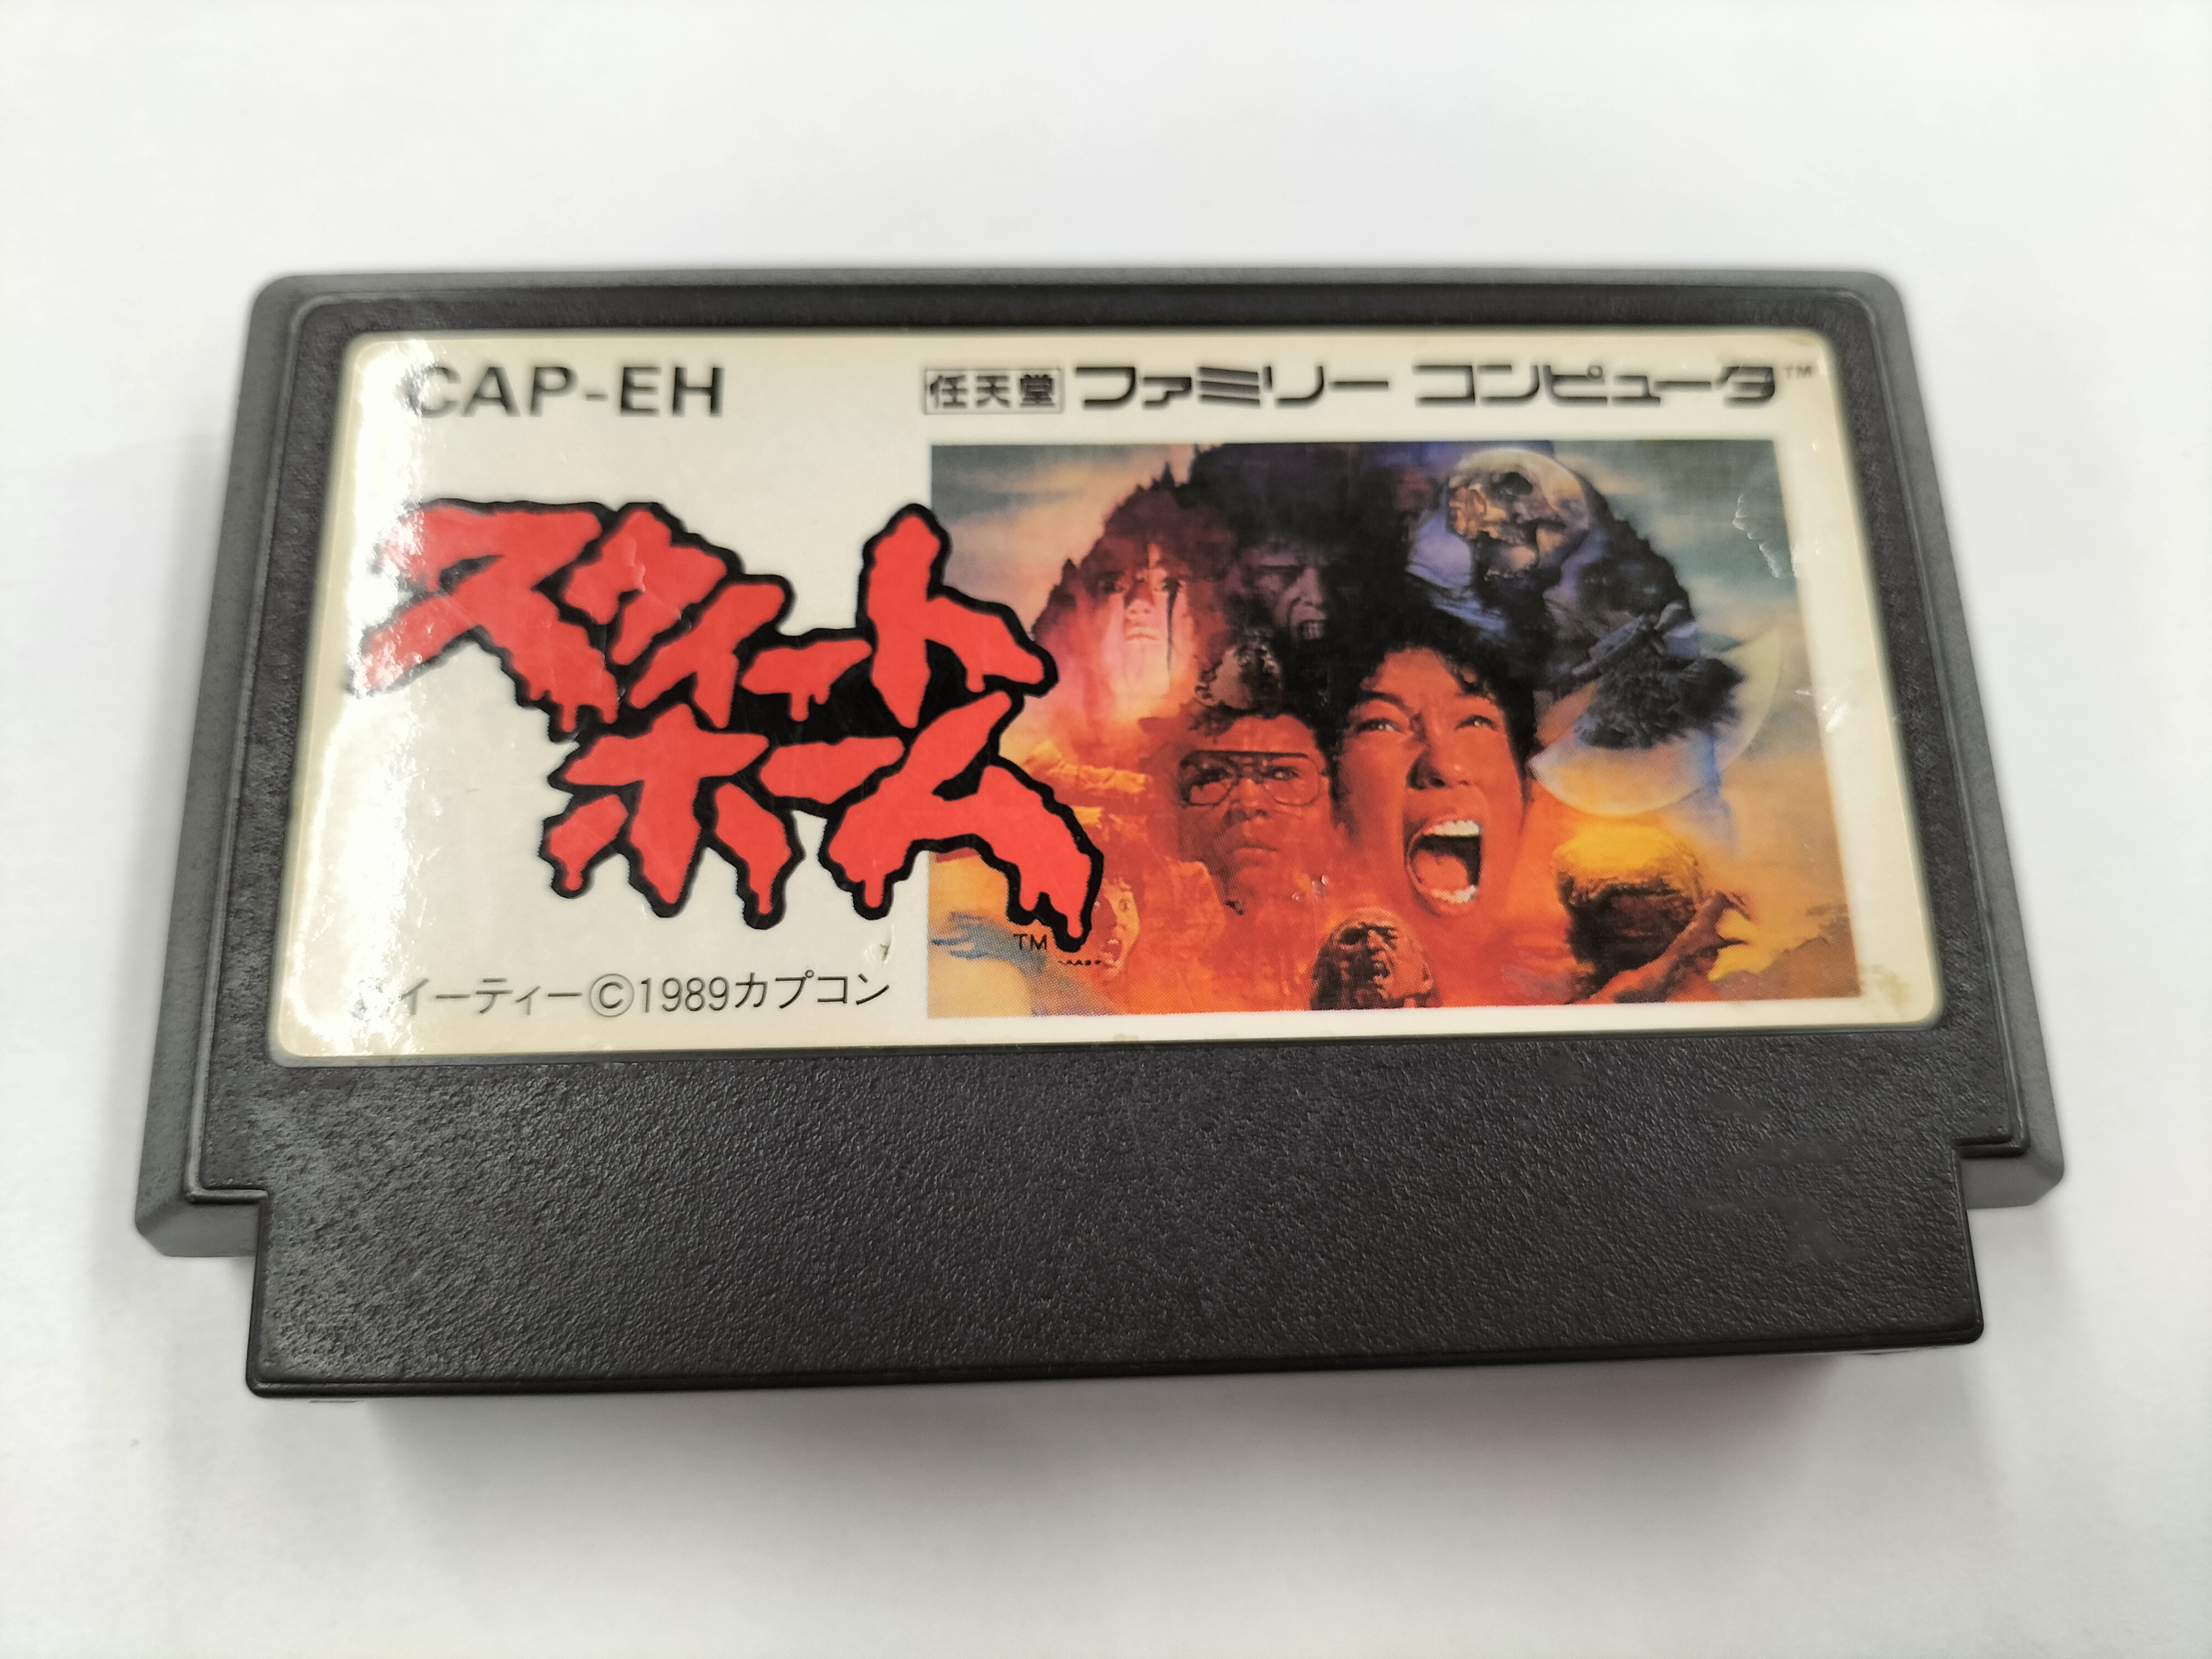 CAP-EH
任天堂 ファミリー コンピュータ™
スウィート
ホーム
TM
イーティー©1989カプコン